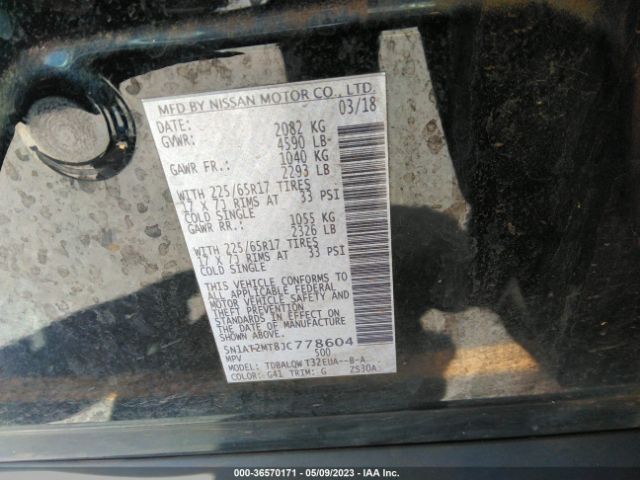 MFD BY NISSAN MOTOR CO., LTD.
DATE: 03/18
GVWR: 2082 KG
4590 LB
GAWR FR.: 1040 KG
2293 LB
WITH 225/65R17 TIRES
17 X 7J RIMS AT 33 PSI
COLD SINGLE
GAWR RR.: 1055 KG
2326 LB
WITH 225/65R17 TIRES
17 X 7J RIMS AT 33 PSI
COLD SINGLE
THIS VEHICLE CONFORMS TO
ALL APPLICABLE FEDERAL
MOTOR VEHICLE SAFETY AND
THEFT PREVENTION
STANDARDS IN EFFECT ON
THE DATE OF MANUFACTURE
SHOWN ABOVE.
5N1AT2MT8JC778604
MPV 500
MODEL: TDBALQW T32EUA--B-A
COLOR: G41 TRIM: G ZS30A
000-36570171 - 05/09/2023 - IAA Inc.